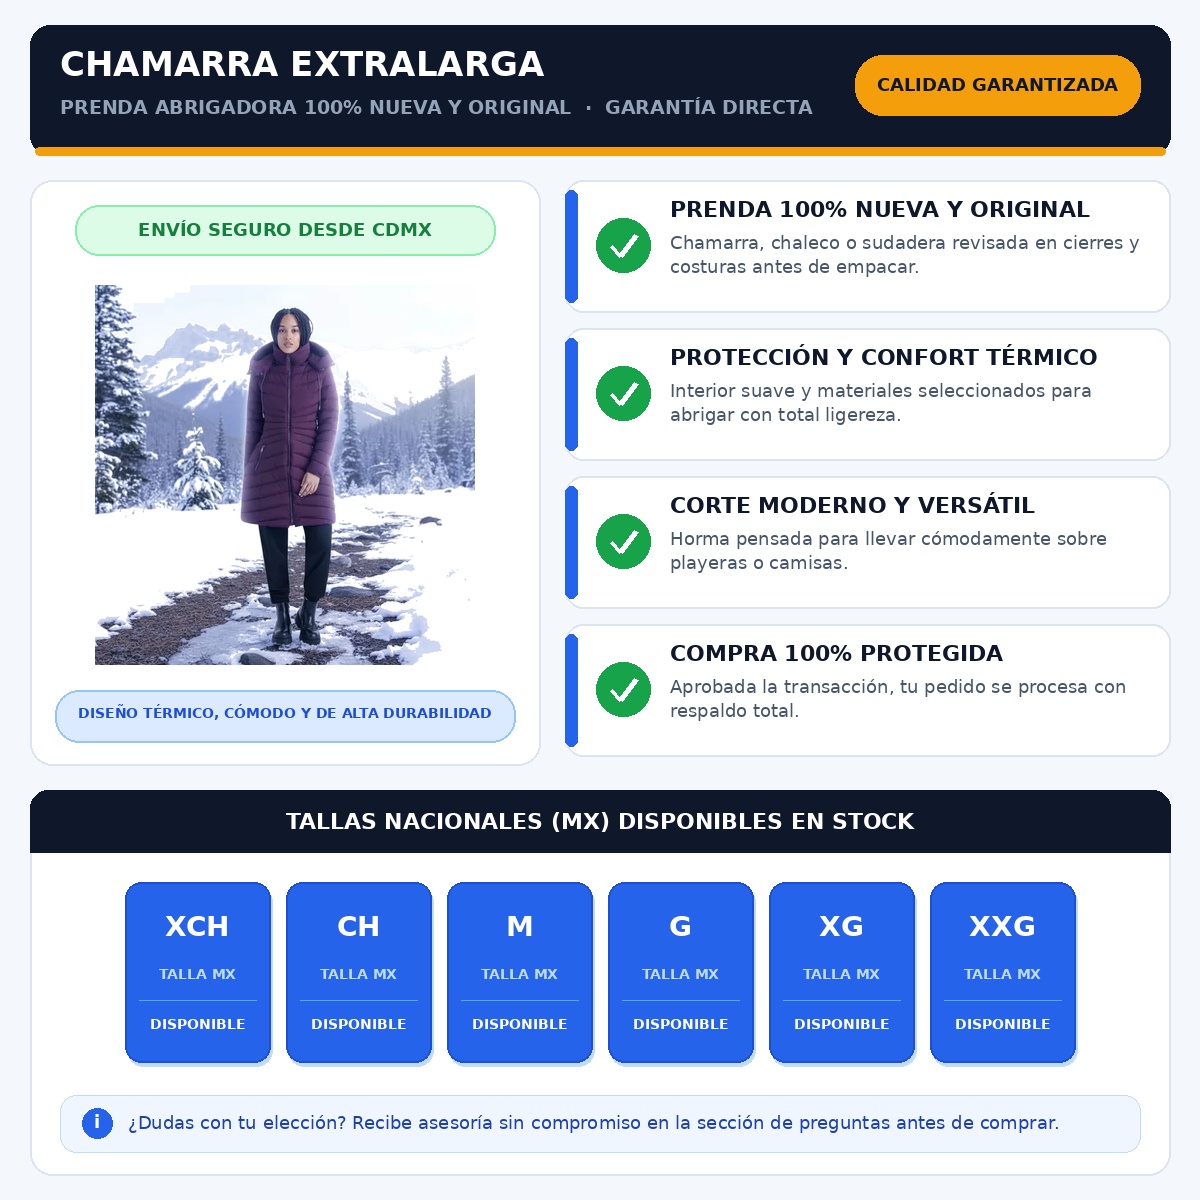 CHAMARRA EXTRALARGA
PRENDA ABRIGADORA 100% NUEVA Y ORIGINAL · GARANTÍA DIRECTA
CALIDAD GARANTIZADA
ENVÍO SEGURO DESDE CDMX
DISEÑO TÉRMICO, CÓMODO Y DE ALTA DURABILIDAD
PRENDA 100% NUEVA Y ORIGINAL
Chamarra, chaleco o sudadera revisada en cierres y
costuras antes de empacar.
PROTECCIÓN Y CONFORT TÉRMICO
Interior suave y materiales seleccionados para
abrigar con total ligereza.
CORTE MODERNO Y VERSÁTIL
Horma pensada para llevar cómodamente sobre
playeras o camisas.
COMPRA 100% PROTEGIDA
Aprobada la transacción, tu pedido se procesa con
respaldo total.
TALLAS NACIONALES (MX) DISPONIBLES EN STOCK
XCH
TALLA MX
DISPONIBLE
CH
TALLA MX
DISPONIBLE
M
TALLA MX
DISPONIBLE
G
TALLA MX
DISPONIBLE
XG
TALLA MX
DISPONIBLE
XXG
TALLA MX
DISPONIBLE
i
¿Dudas con tu elección? Recibe asesoría sin compromiso en la sección de preguntas antes de comprar.